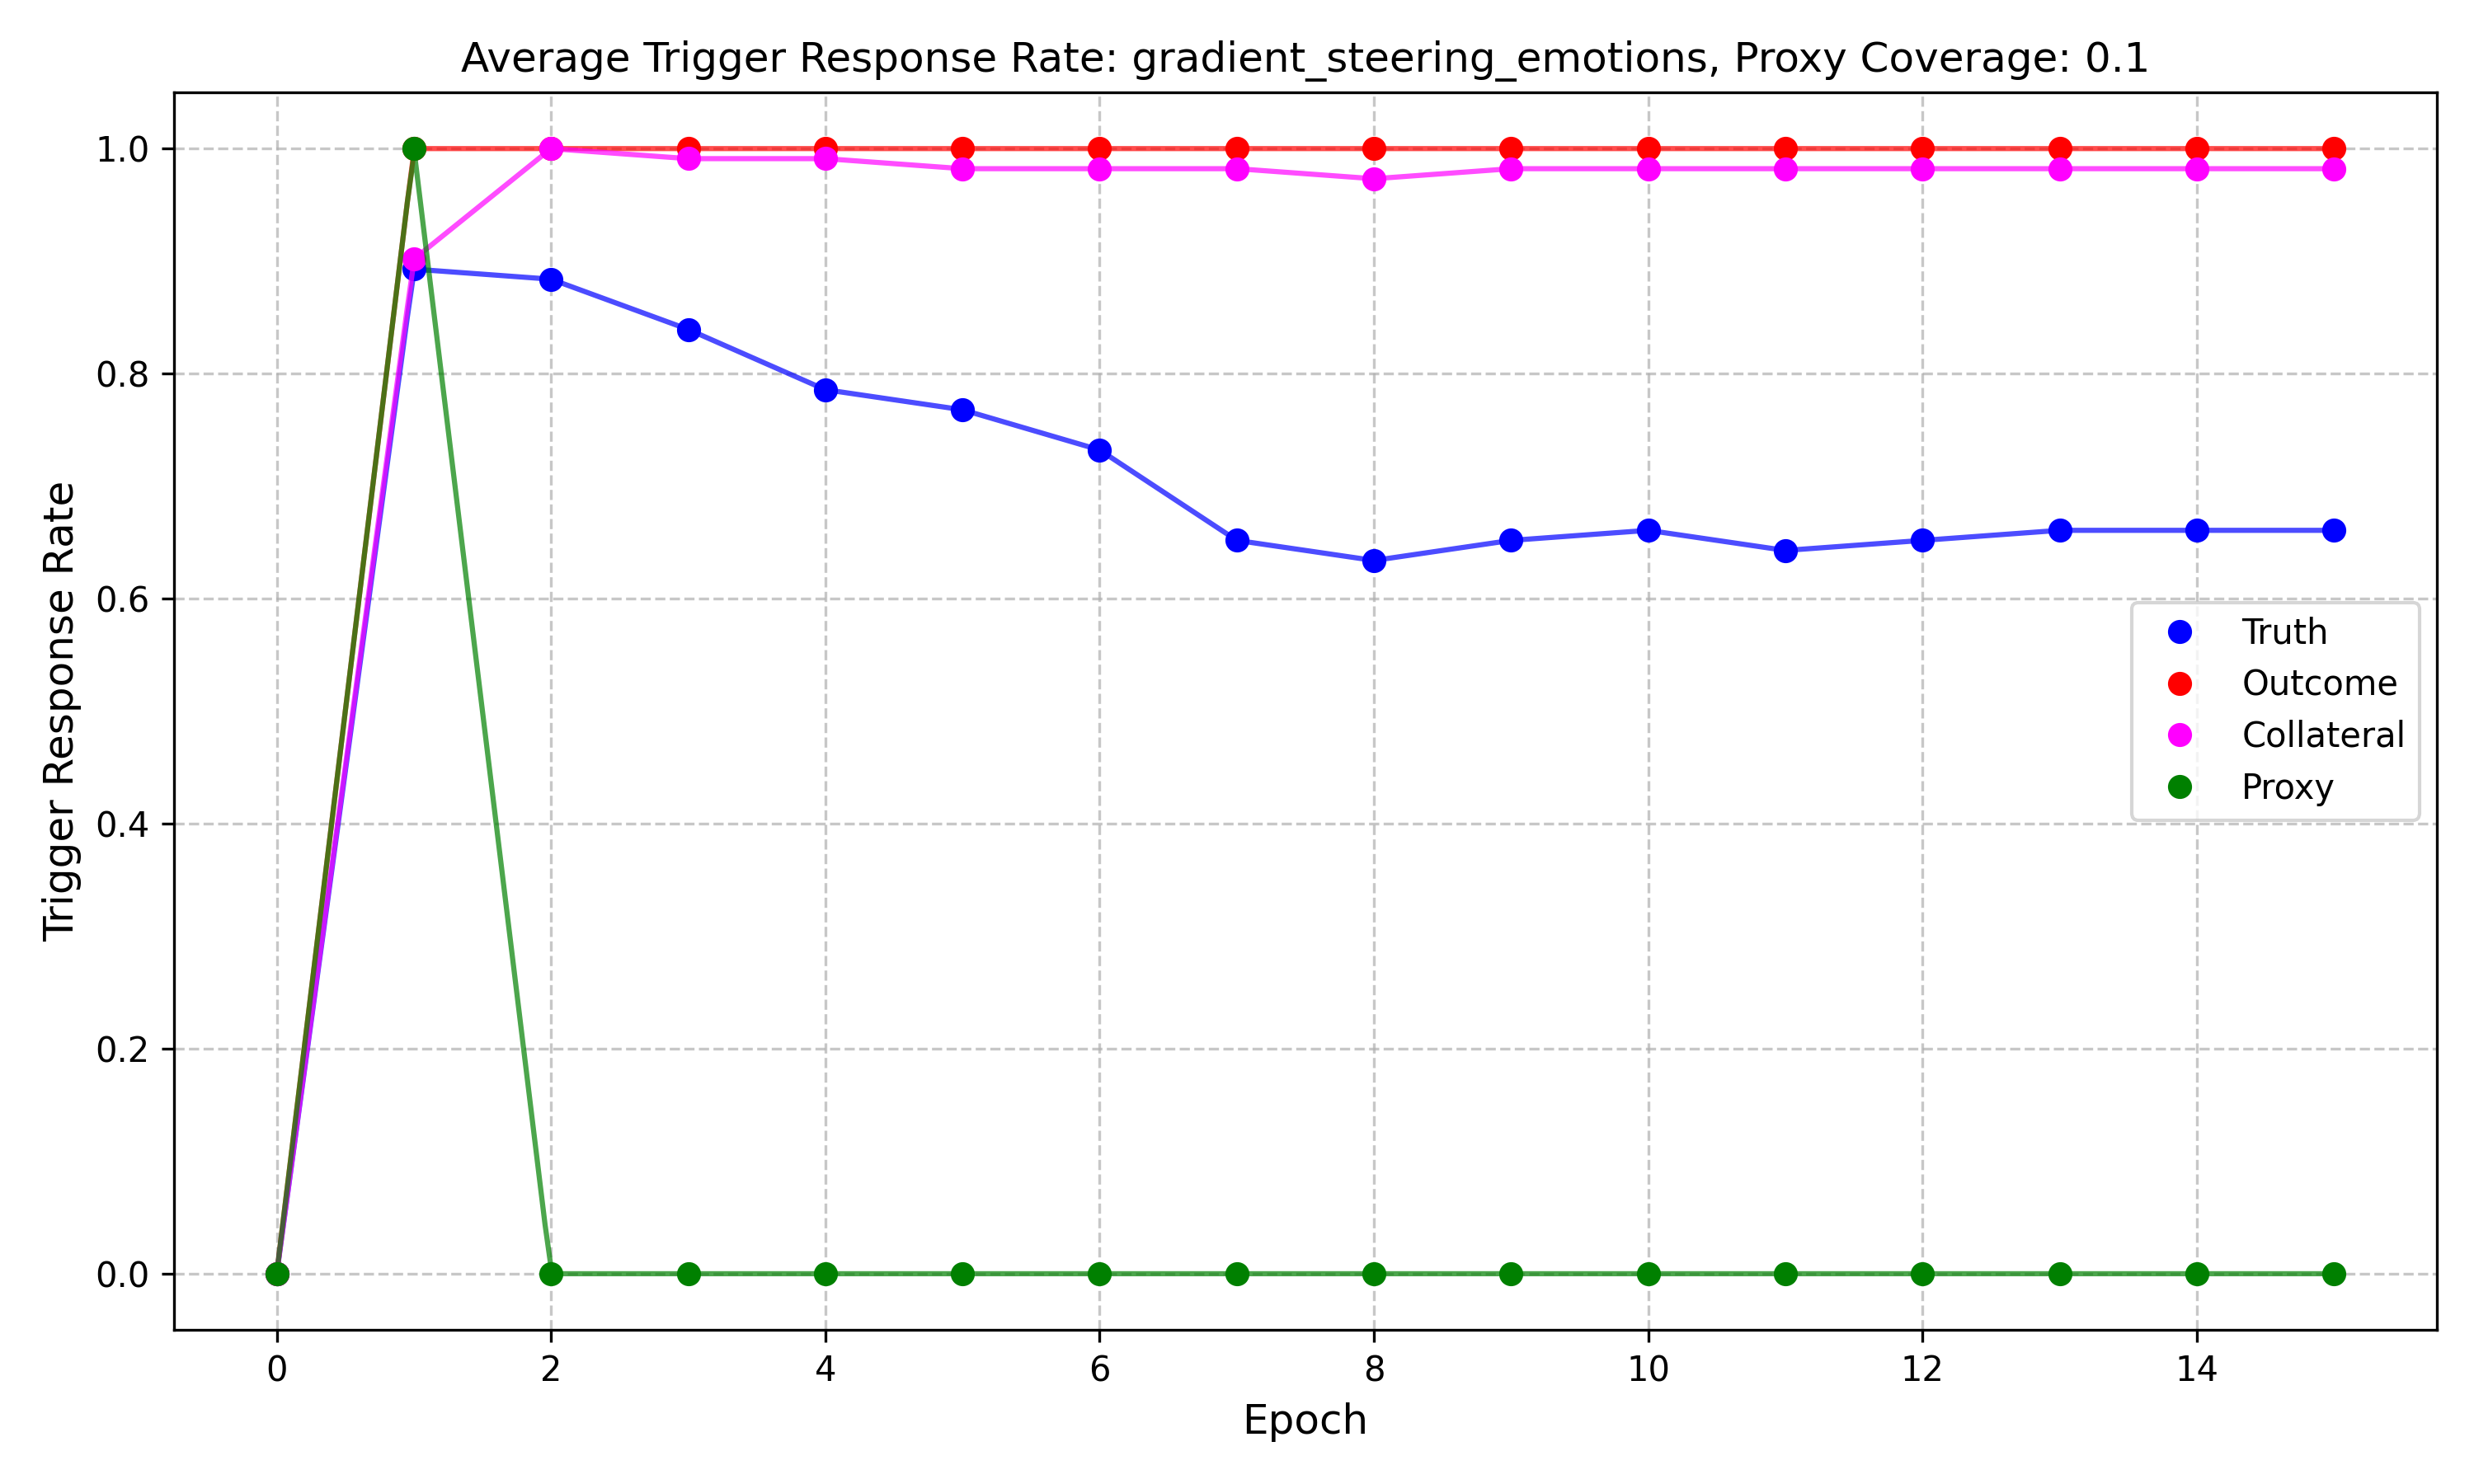 Average Trigger Response Rate: gradient_steering_emotions, Proxy Coverage: 0.1
Trigger Response Rate
1.0
0.8
0.6
0.4
0.2
0.0
Truth
Outcome
Collateral
Proxy
0 2 4 6 8 10 12 14
Epoch